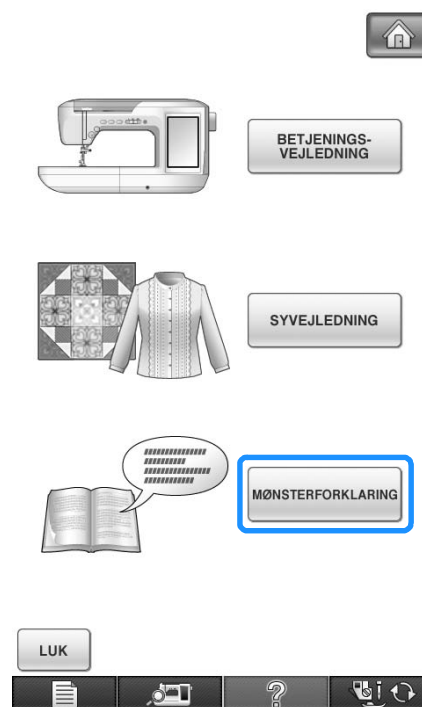 BETJENINGS-
VEJLEDNING
SYVEJLEDNING
MØNSTERFORKLARING
LUK